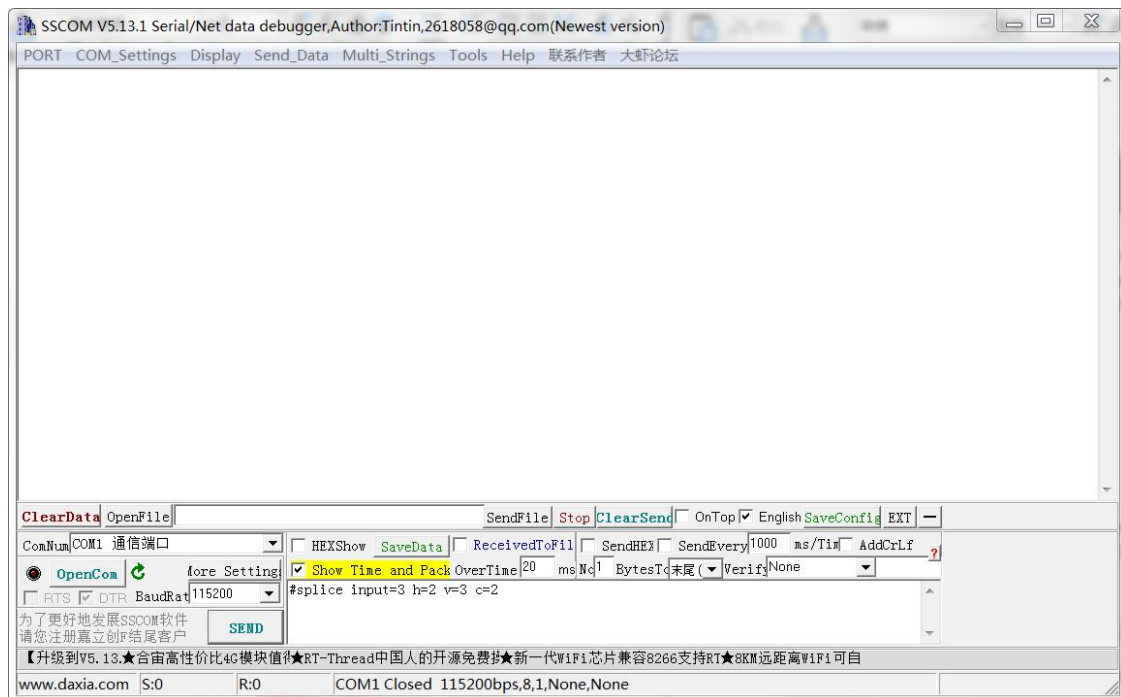 SSCOM V5.13.1 Serial/Net data debugger,Author:Tintin,2618058@qq.com(Newest version)
PORT COM_Settings Display Send_Data Multi_Strings Tools Help 联系作者 大虾论坛
ClearData OpenFile SendFile Stop ClearSend OnTop English SaveConfig EXT —
ComNum COM1 通信端口 HEXShow SaveData ReceivedToFil SendHEX SendEvery 1000 ms/Tim AddCrLf ?
OpenCom More Setting Show Time and Pack OverTime 20 ms No 1 BytesTo 末尾( Verify None
RTS DTR BaudRat 115200 #splice input=3 h=2 v=3 c=2
为了更好地发展SSCOM软件
请您注册嘉立创F结尾客户 SEND
【升级到V5.13.★合宙高性价比4G模块值得★RT-Thread中国人的开源免费操★新一代WiFi芯片兼容8266支持RT★8KM远距离WiFi可自
www.daxia.com S:0 R:0 COM1 Closed 115200bps,8,1,None,None